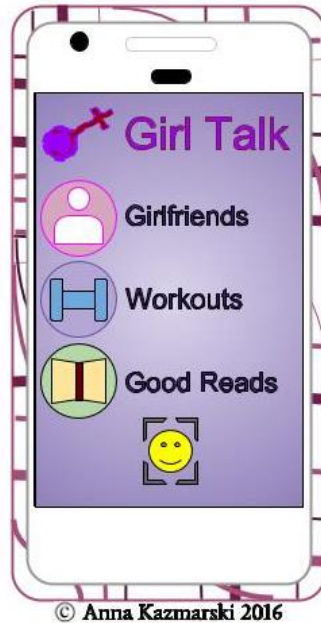 Girl Talk
Girlfriends
Workouts
Good Reads
© Anna Kazmarski 2016